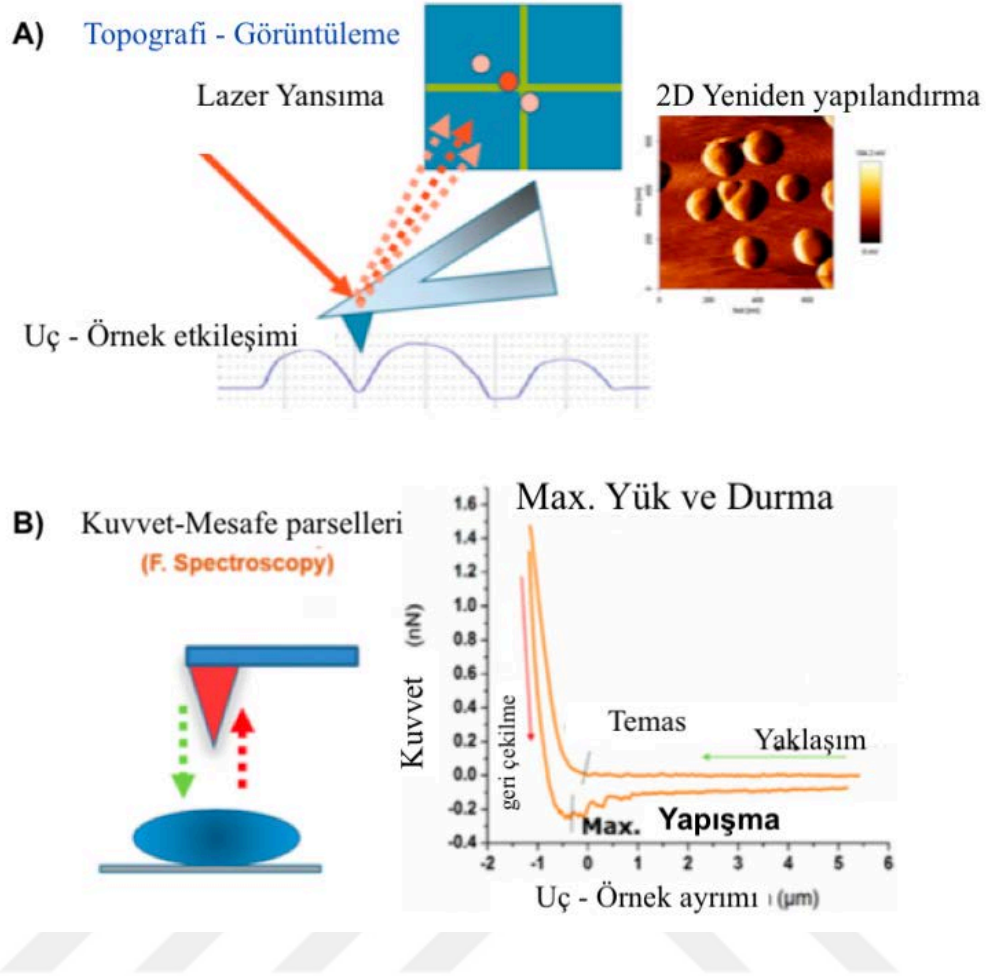 A) Topografi - Görüntüleme
Lazer Yansıma
2D Yeniden yapılandırma
Uç - Örnek etkileşimi
0
200
400
B) Kuvvet-Mesafe parselleri
(F. Spectroscopy)
Max. Yük ve Durma
Kuvvet (nN)
1.6
1.4
1.2
1.0
0.8
0.6
0.4
0.2
0.0
-0.2
-0.4
geri çekilme
Temas
Yaklaşım
Max. Yapışma
-2 -1 0 1 2 3 4 5 6
Uç - Örnek ayrımı (µm)